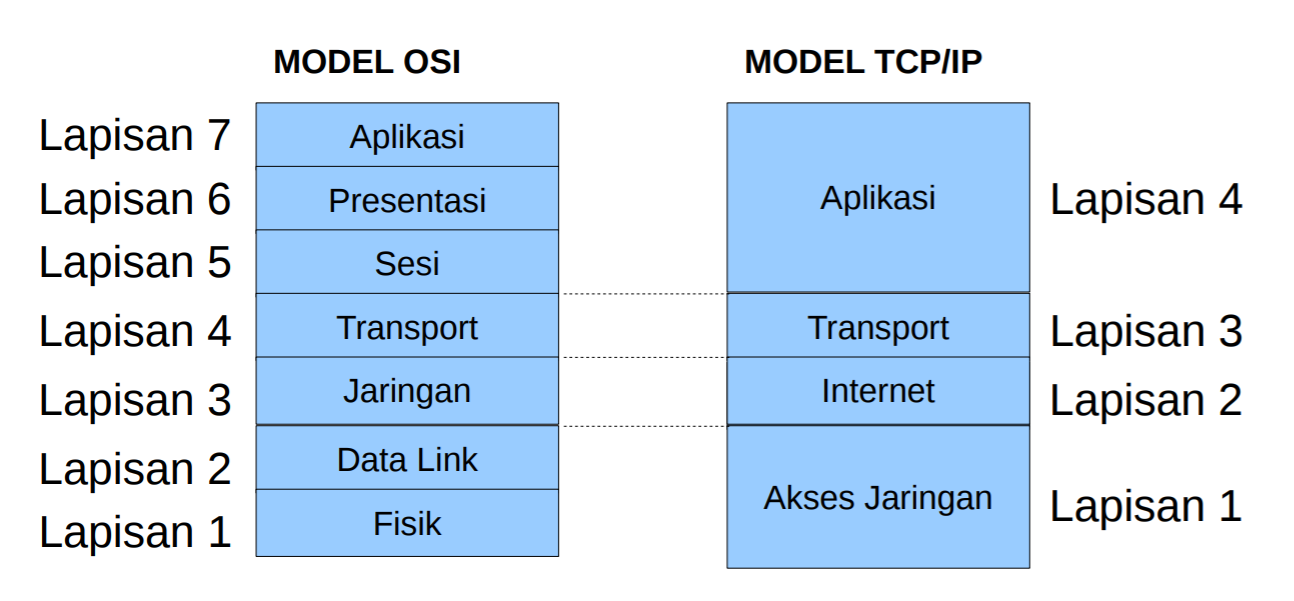 MODEL OSI
MODEL TCP/IP
Lapisan 7
Aplikasi
Lapisan 6
Presentasi
Lapisan 5
Sesi
Lapisan 4
Transport
Lapisan 3
Jaringan
Lapisan 2
Data Link
Lapisan 1
Fisik
Aplikasi
Lapisan 4
Transport
Lapisan 3
Internet
Lapisan 2
Akses Jaringan
Lapisan 1